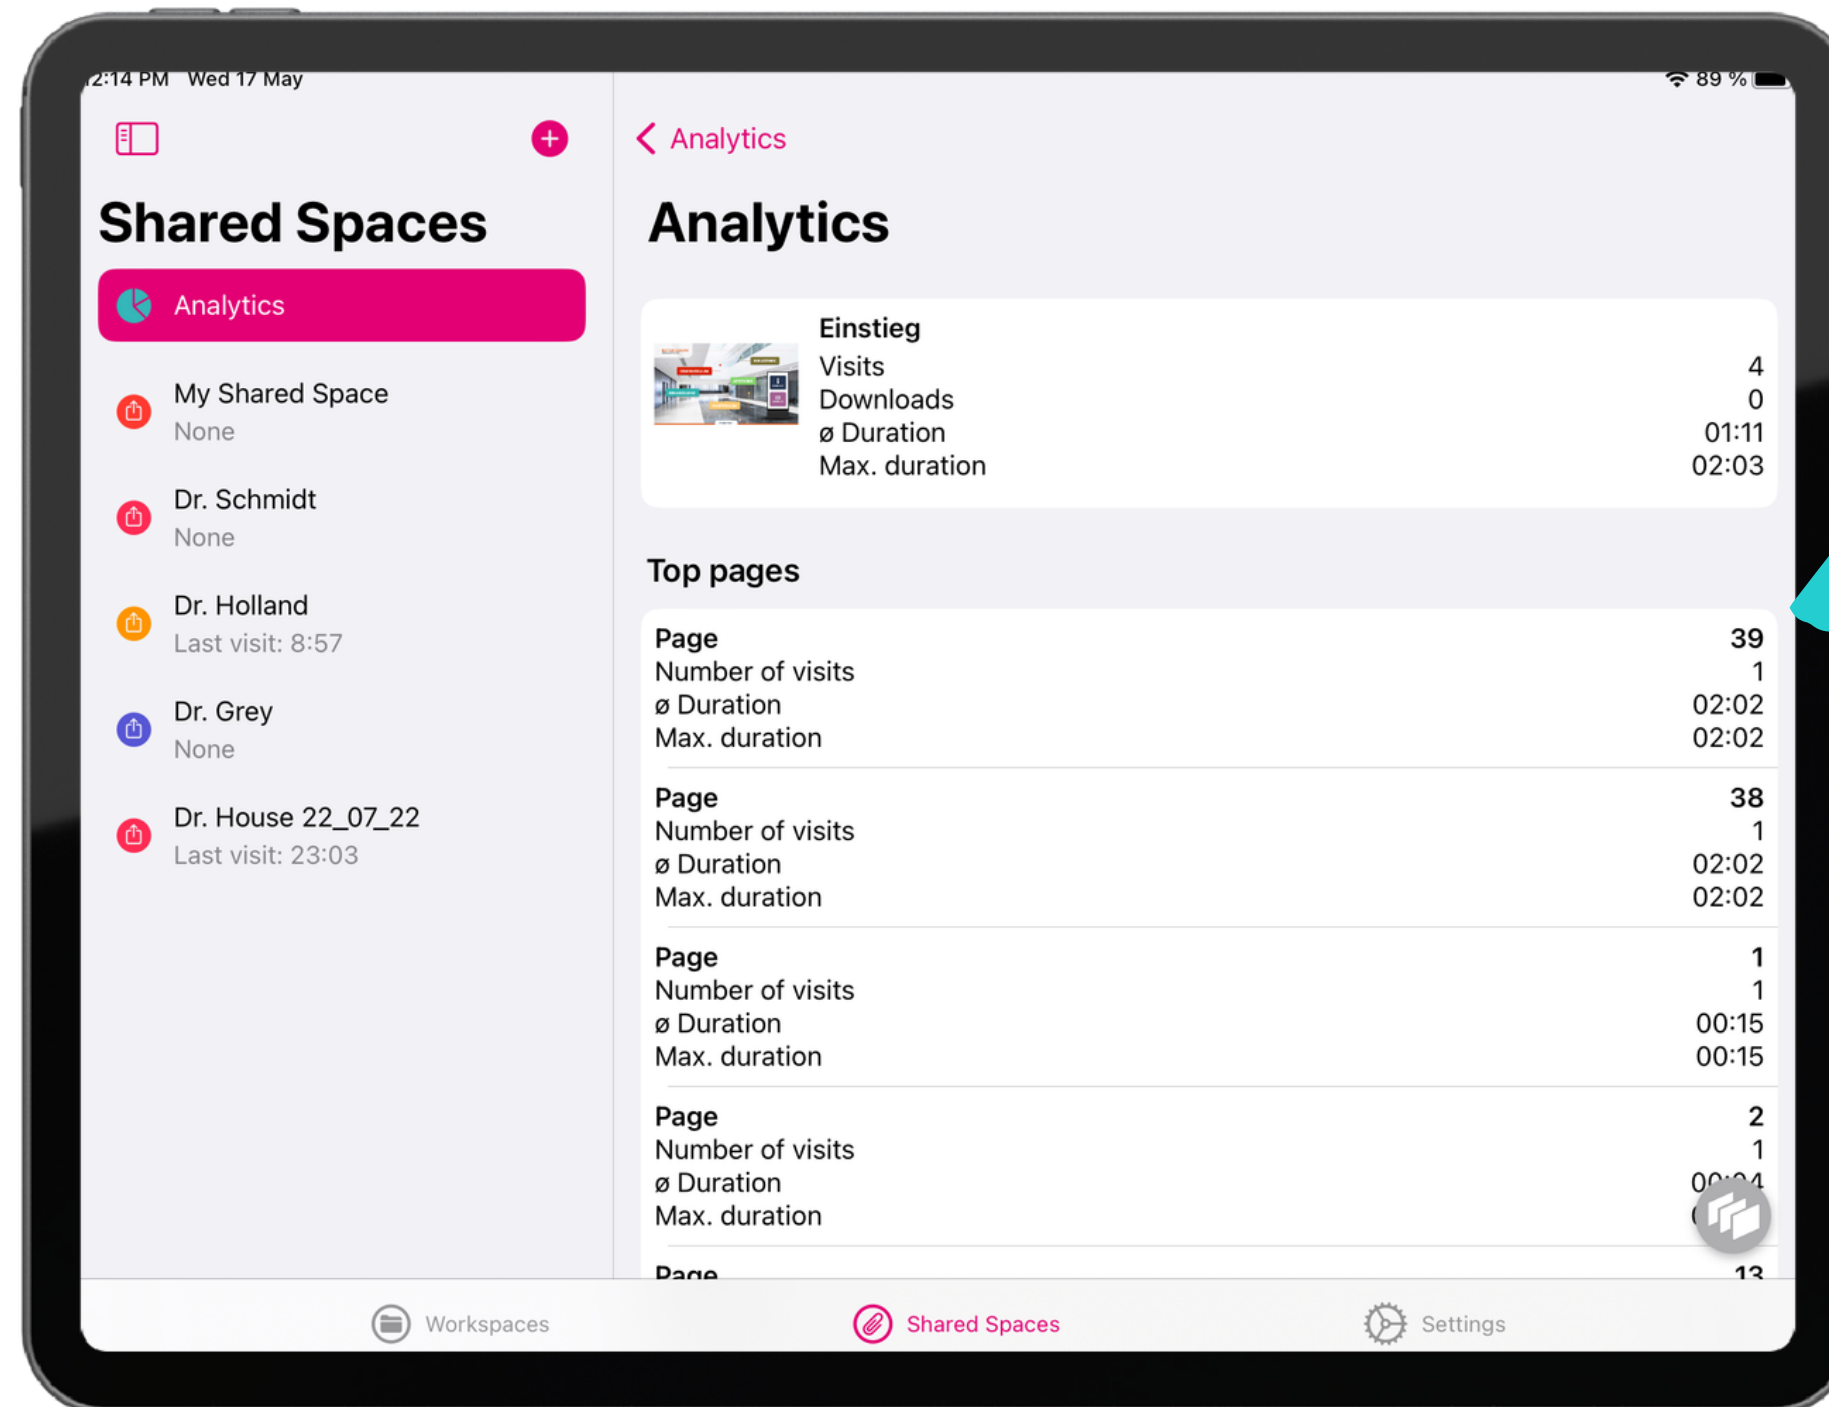 2:14 PM Wed 17 May
89 %
Shared Spaces
Analytics
My Shared Space
None
Dr. Schmidt
None
Dr. Holland
Last visit: 8:57
Dr. Grey
None
Dr. House 22_07_22
Last visit: 23:03
Analytics
Analytics
Einstieg
Visits 4
Downloads 0
ø Duration 01:11
Max. duration 02:03
Top pages
Page 39
Number of visits 1
ø Duration 02:02
Max. duration 02:02
Page 38
Number of visits 1
ø Duration 02:02
Max. duration 02:02
Page 1
Number of visits 1
ø Duration 00:15
Max. duration 00:15
Page 2
Number of visits 1
ø Duration
Max. duration
Page 13
Workspaces
Shared Spaces
Settings